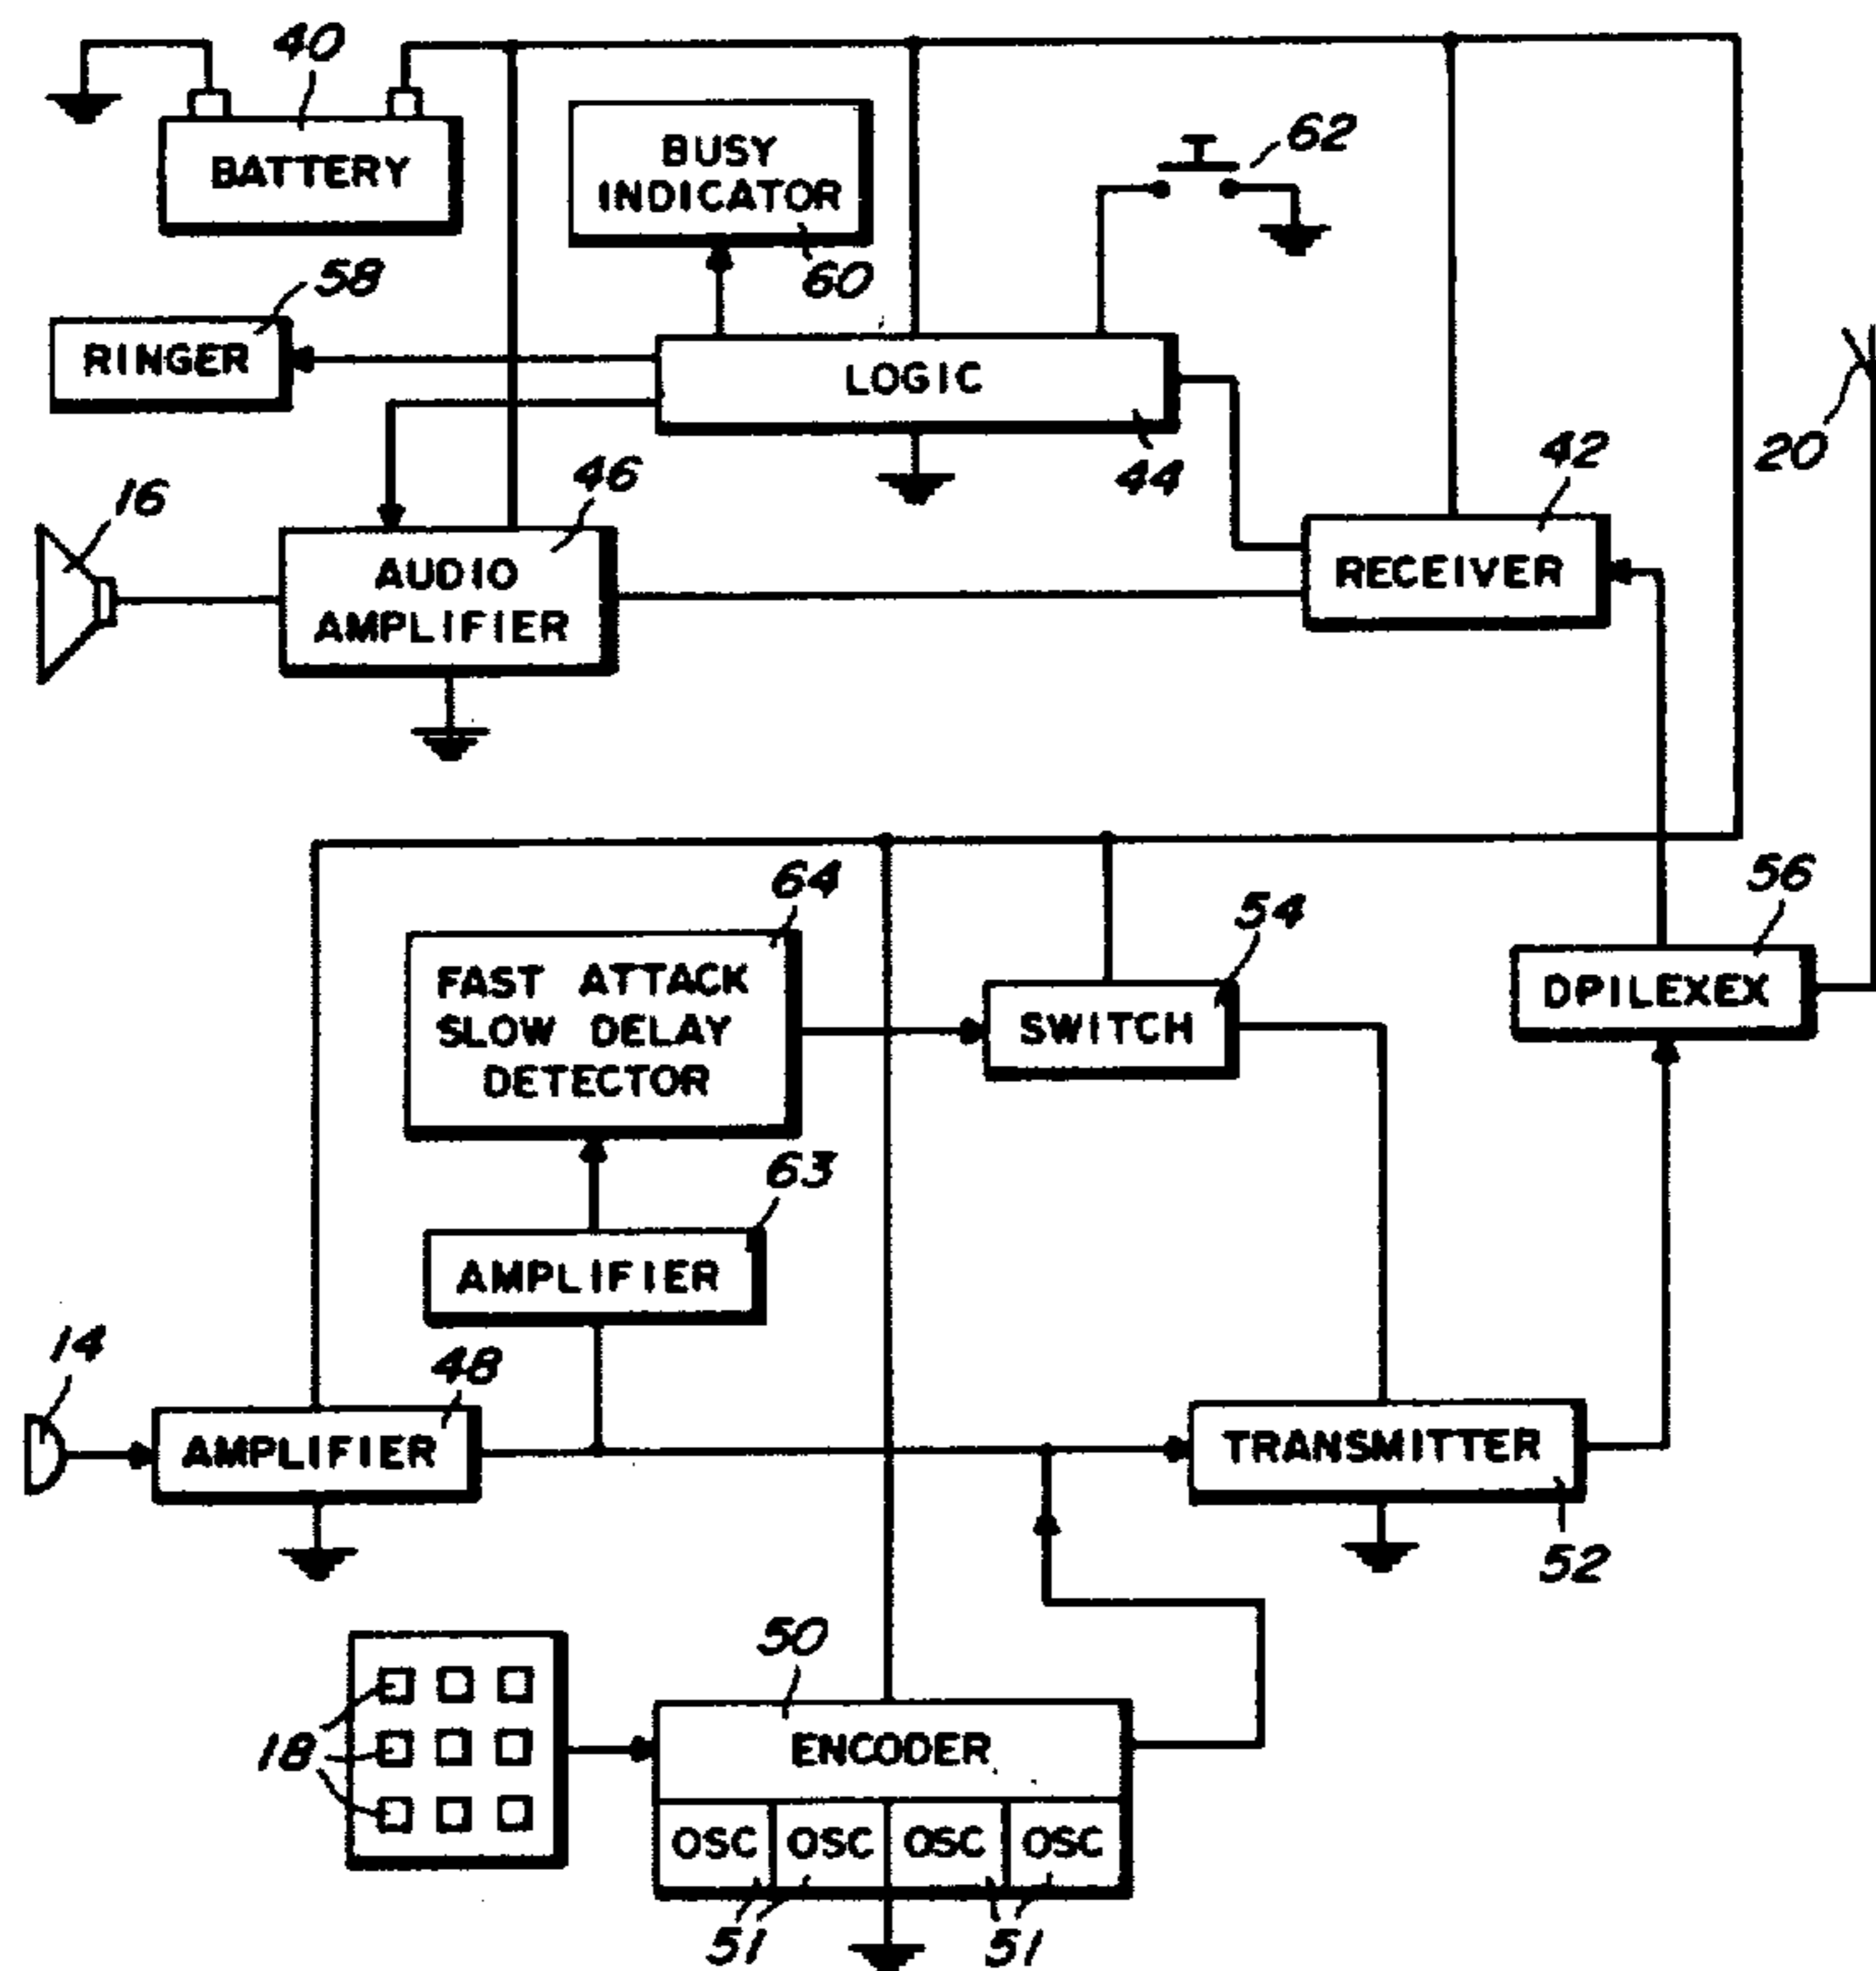 40
BATTERY
BUSY
INDICATOR
62
60
58
RINGER
LOGIC
44
20
42
46
16
AUDIO
AMPLIFIER
RECEIVER
64
54
56
FAST ATTACK
SLOW DELAY
DETECTOR
SWITCH
DPILEXEX
63
AMPLIFIER
14
48
AMPLIFIER
TRANSMITTER
52
50
18
ENCODER
OSC OSC OSC OSC
51 51